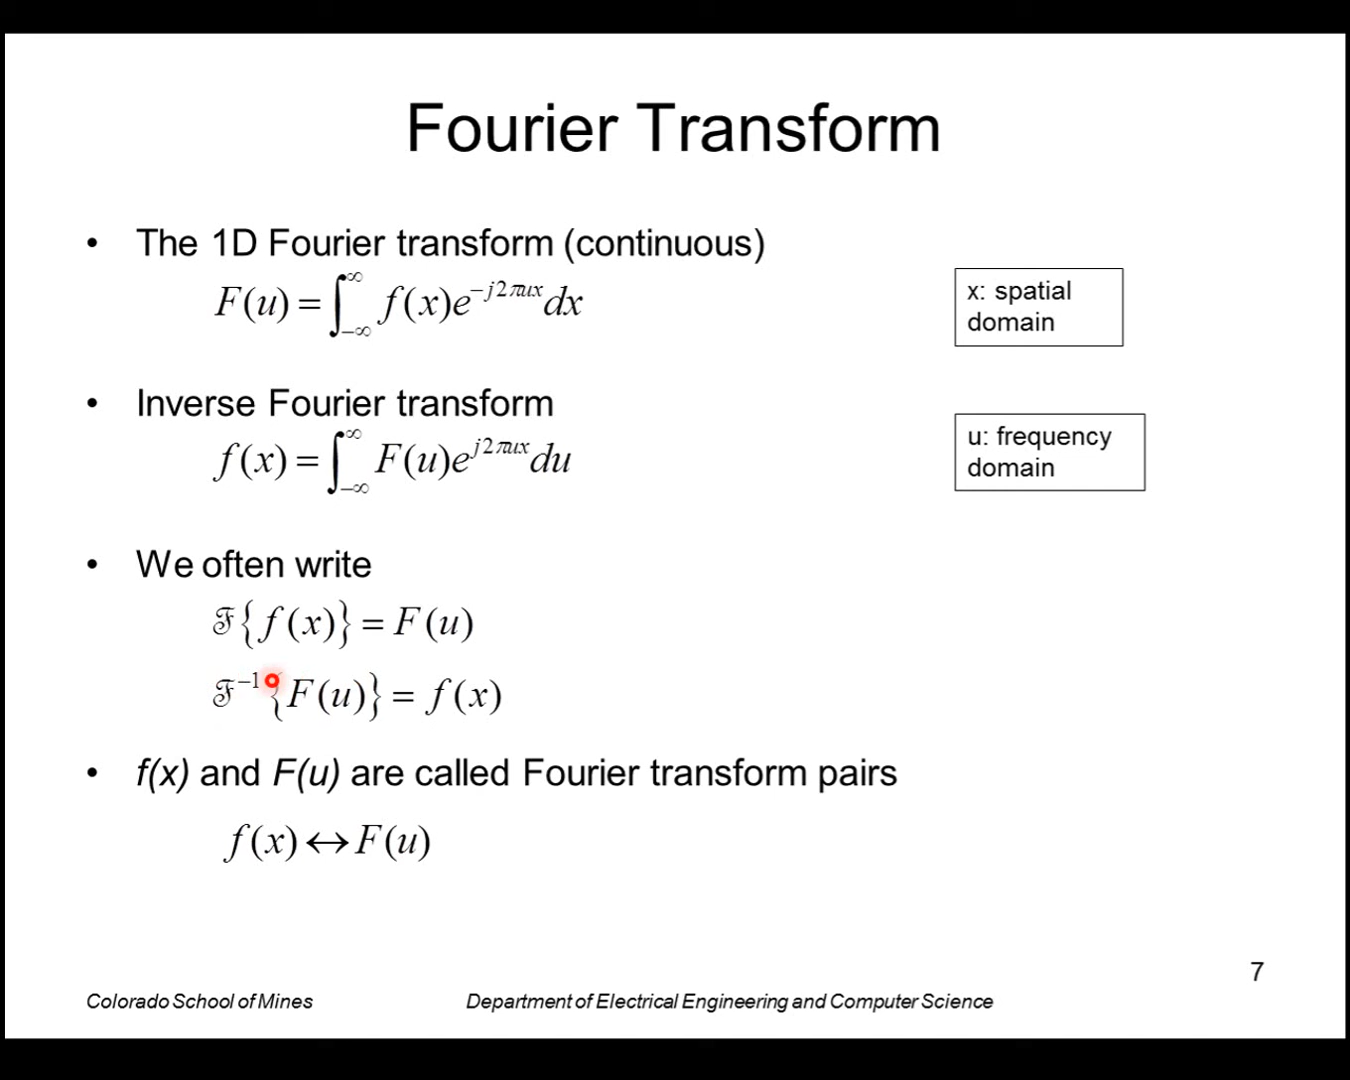 Fourier Transform
• The 1D Fourier transform (continuous)
F(u) = ∫_{−∞}^{∞} f(x)e^{−j2πux}dx
x: spatial
domain
• Inverse Fourier transform
f(x) = ∫_{−∞}^{∞} F(u)e^{j2πux}du
u: frequency
domain
• We often write
𝔉{f(x)} = F(u)
𝔉^{−1}{F(u)} = f(x)
• f(x) and F(u) are called Fourier transform pairs
f(x) ↔ F(u)
7
Colorado School of Mines
Department of Electrical Engineering and Computer Science